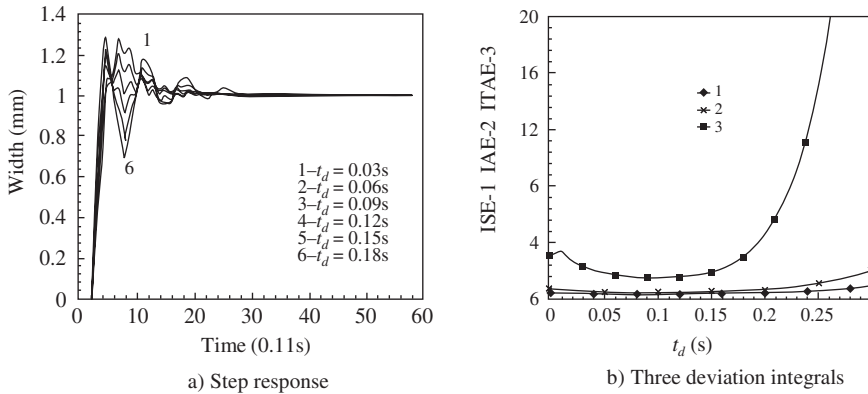 1.4
1.2
1
0.8
0.6
0.4
0.2
0
Width (mm)
1
6
1–t_d = 0.03s
2–t_d = 0.06s
3–t_d = 0.09s
4–t_d = 0.12s
5–t_d = 0.15s
6–t_d = 0.18s
0 10 20 30 40 50 60
Time (0.11s)
a) Step response
20
16
12
6
4
6
ISE-1 IAE-2 ITAE-3
1
2
3
0 0.05 0.1 0.15 0.2 0.25
t_d (s)
b) Three deviation integrals